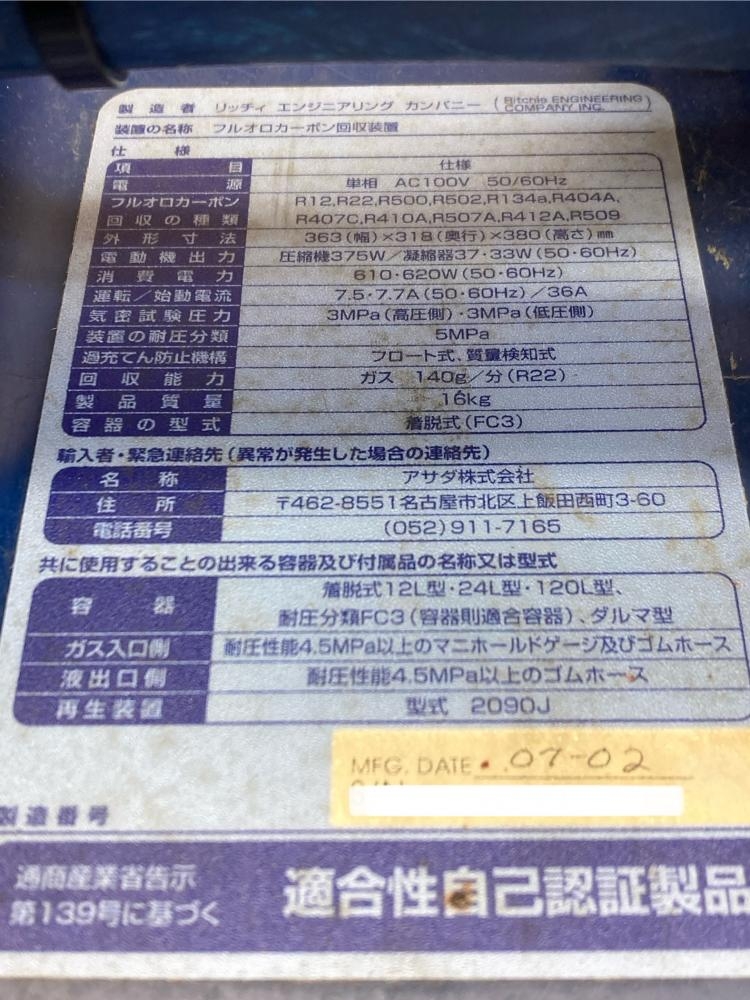 製造者 リッチィ エンジニアリング カンパニー (Ritchie ENGINEERING COMPANY INC.)
装置の名称 フルオロカーボン回収装置
仕様
項目 仕様
電源 単相 AC100V 50/60Hz
フルオロカーボン回収の種類 R12,R22,R500,R502,R134a,R404A,
R407C,R410A,R507A,R412A,R509
外形寸法 363(幅)×318(奥行)×380(高さ)㎜
電動機出力 圧縮機375W/凝縮器37・33W(50・60Hz)
消費電力 610・620W(50・60Hz)
運転/始動電流 7.5・7.7A(50・60Hz)/36A
気密試験圧力 3MPa(高圧側)・3MPa(低圧側)
装置の耐圧分類 5MPa
過充てん防止機構 フロート式、質量検知式
回収能力 ガス 140g/分(R22)
製品質量 16kg
容器の型式 着脱式(FC3)
輸入者・緊急連絡先(異常が発生した場合の連絡先)
名称 アサダ株式会社
住所 〒462-8551名古屋市北区上飯田西町3-60
電話番号 (052)911-7165
共に使用することの出来る容器及び付属品の名称又は型式
容器 着脱式12L型・24L型・120L型、
耐圧分類FC3(容器則適合容器)、ダルマ型
ガス入口側 耐圧性能4.5MPa以上のマニホールドゲージ及びゴムホース
液出口側 耐圧性能4.5MPa以上のゴムホース
再生装置 型式 2090J
MFG. DATE 07-02
製造番号
通商産業省告示
第139号に基づく
適合性自己認証製品